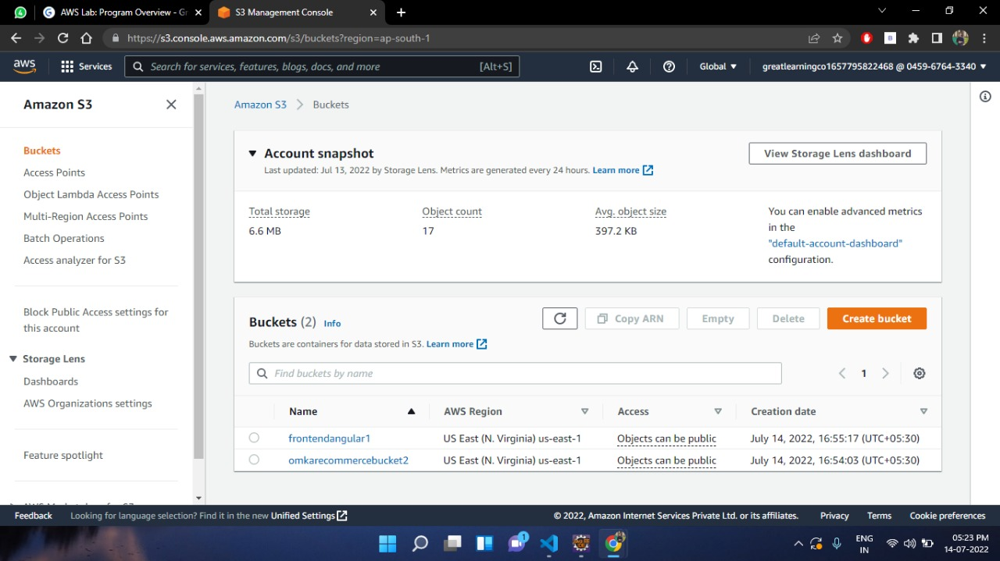 4
AWS Lab: Program Overview - Gr
S3 Management Console
https://s3.console.aws.amazon.com/s3/buckets?region=ap-south-1
aws
Services
Search for services, features, blogs, docs, and more
[Alt+S]
Global
greatlearningco1657795822468 @ 0459-6764-3340
Amazon S3
Buckets
Access Points
Object Lambda Access Points
Multi-Region Access Points
Batch Operations
Access analyzer for S3
Block Public Access settings for
this account
Storage Lens
Dashboards
AWS Organizations settings
Feature spotlight
Amazon S3
Buckets
Account snapshot
Last updated: Jul 13, 2022 by Storage Lens. Metrics are generated every 24 hours. Learn more
View Storage Lens dashboard
Total storage
6.6 MB
Object count
17
Avg. object size
397.2 KB
You can enable advanced metrics
in the
"default-account-dashboard"
configuration.
Buckets (2) Info
Copy ARN
Empty
Delete
Create bucket
Buckets are containers for data stored in S3. Learn more
Find buckets by name
1
Name
AWS Region
Access
Creation date
frontendangular1
US East (N. Virginia) us-east-1
Objects can be public
July 14, 2022, 16:55:17 (UTC+05:30)
omkarecommercebucket2
US East (N. Virginia) us-east-1
Objects can be public
July 14, 2022, 16:54:03 (UTC+05:30)
Feedback
Looking for language selection? Find it in the new Unified Settings
© 2022, Amazon Internet Services Private Ltd. or its affiliates.
Privacy
Terms
Cookie preferences
1
ENG
IN
05:23 PM
14-07-2022